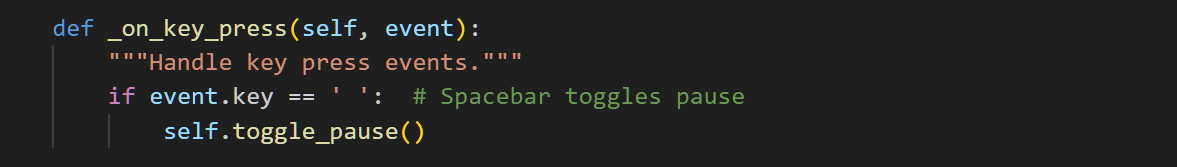 def _on_key_press(self, event):
    """Handle key press events."""
    if event.key == ' ':  # Spacebar toggles pause
        self.toggle_pause()